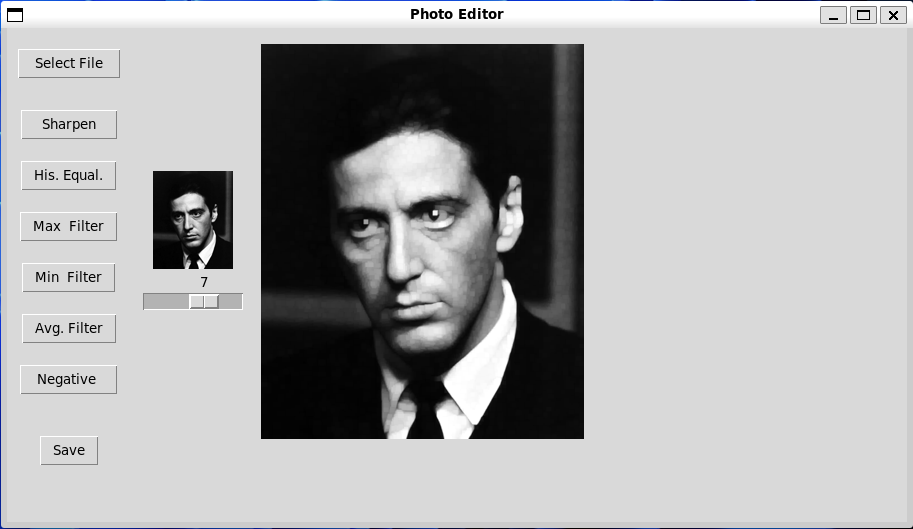 Photo Editor
Select File
Sharpen
His. Equal.
Max  Filter
Min  Filter
7
Avg. Filter
Negative
Save